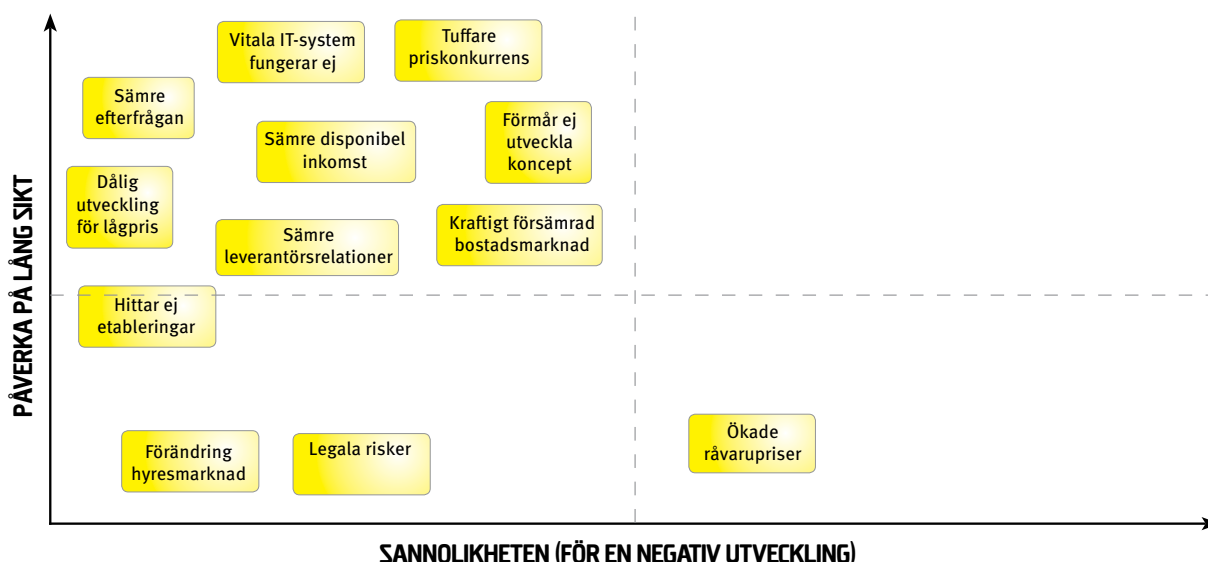 PÅVERKA PÅ LÅNG SIKT
Vitala IT-system
fungerar ej
Tuffare
priskonkurrens
Sämre
efterfrågan
Sämre disponibel
inkomst
Förmår ej
utveckla
koncept
Dålig
utveckling
för lågpris
Sämre
leverantörsrelationer
Kraftigt försämrad
bostadsmarknad
Hittar ej
etableringar
Förändring
hyresmarknad
Legala risker
Ökade
råvarupriser
SANNOLIKHETEN (FÖR EN NEGATIV UTVECKLING)